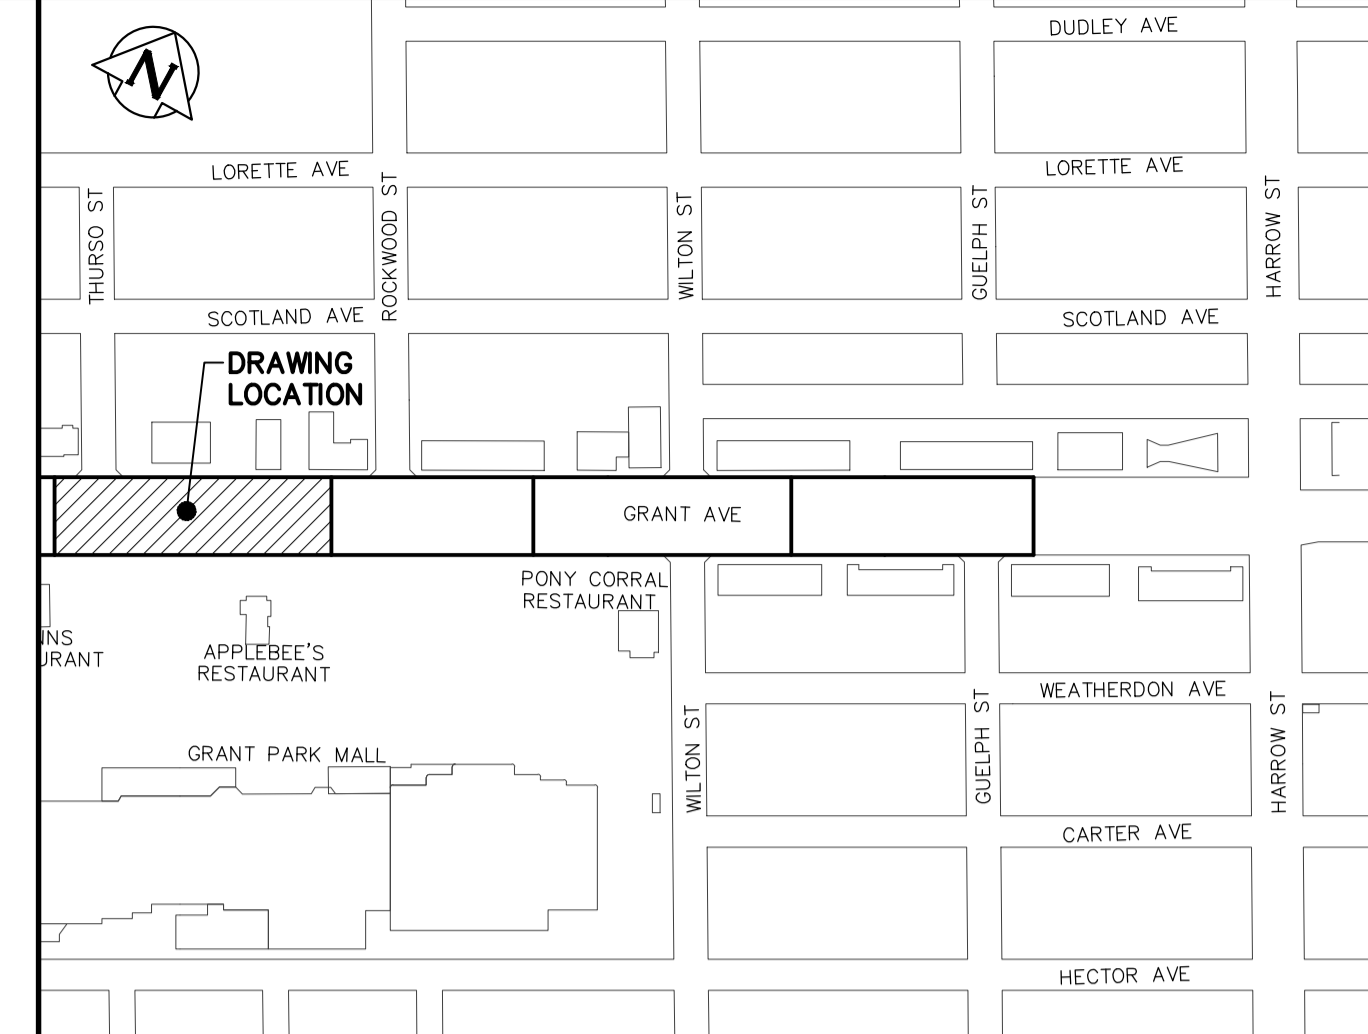 DUDLEY AVE
N
LORETTE AVE
LORETTE AVE
THURSO ST
ROCKWOOD ST
WILTON ST
GUELPH ST
HARROW ST
SCOTLAND AVE
SCOTLAND AVE
DRAWING
LOCATION
GRANT AVE
PONY CORRAL
RESTAURANT
NNS
URANT
APPLEBEE'S
RESTAURANT
WEATHERDON AVE
GRANT PARK MALL
WILTON ST
GUELPH ST
HARROW ST
CARTER AVE
HECTOR AVE